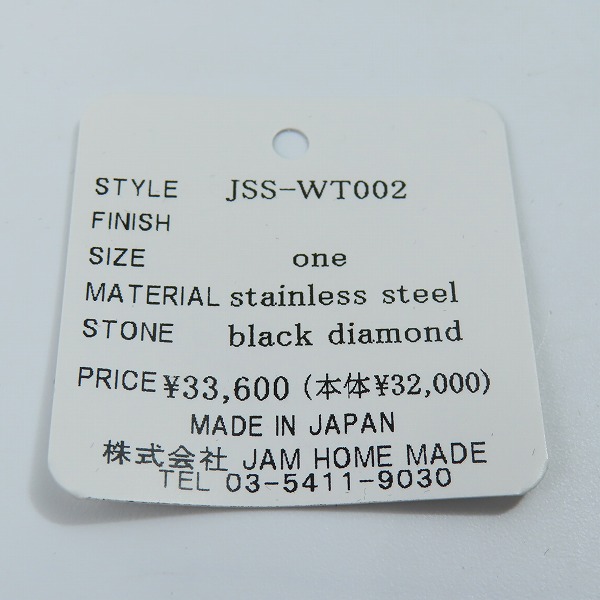 STYLE JSS-WT002
FINISH
SIZE one
MATERIAL stainless steel
STONE black diamond
PRICE ¥33,600 (本体¥32,000)
MADE IN JAPAN
株式会社 JAM HOME MADE
TEL 03-5411-9030